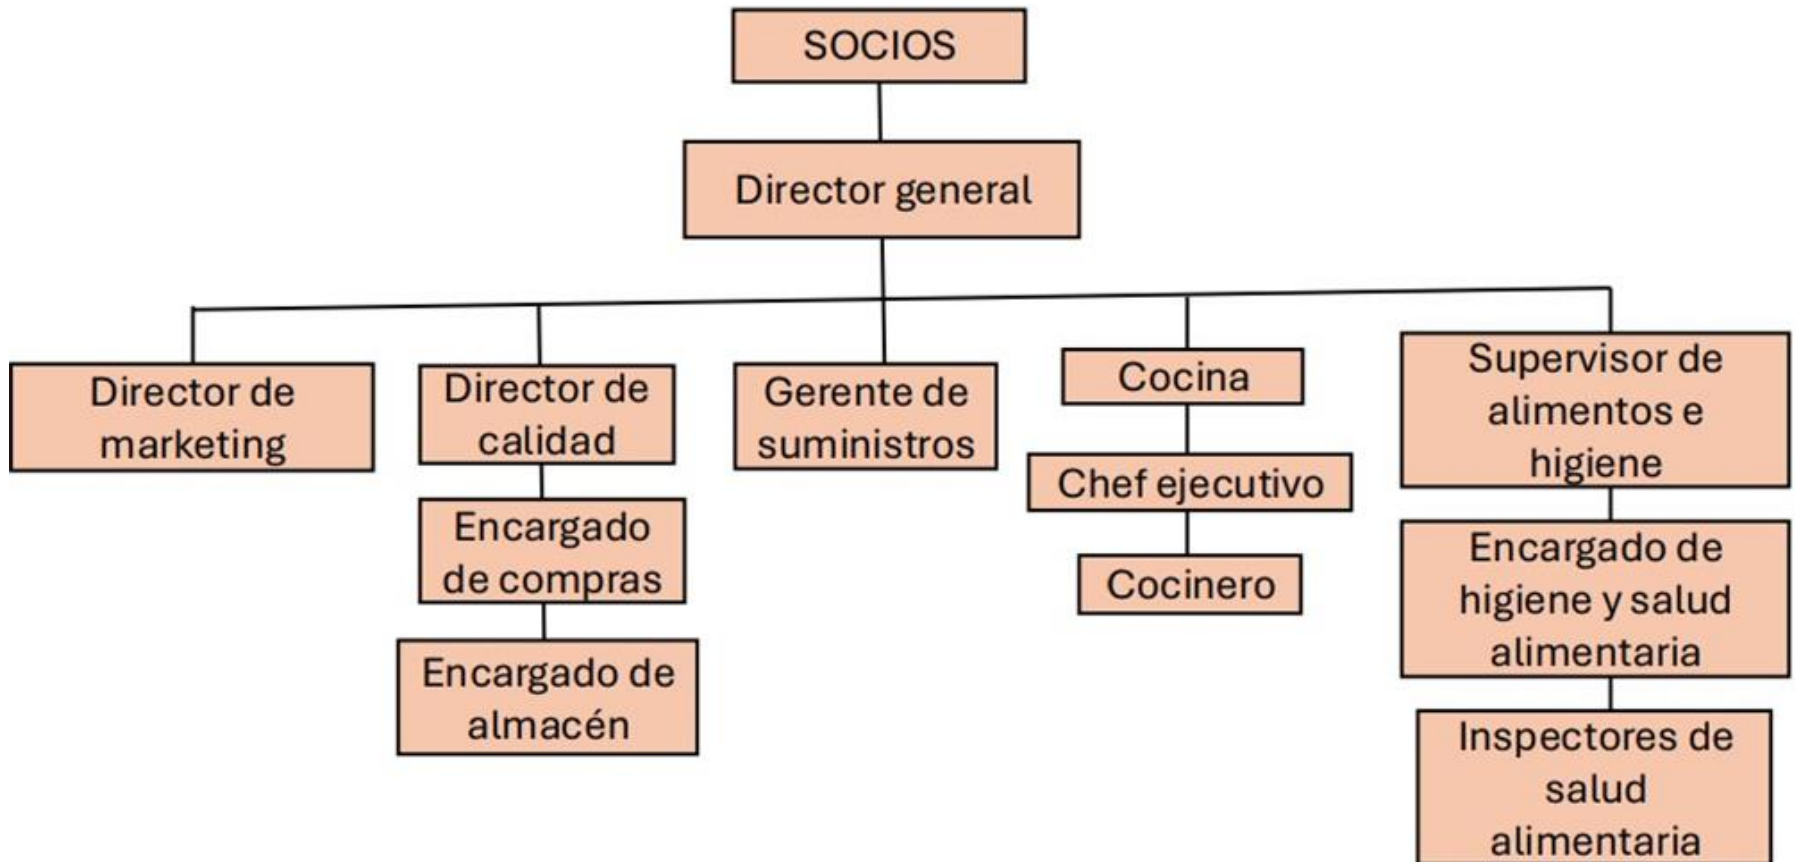 SOCIOS
Director general
Director de
marketing
Director de
calidad
Encargado
de compras
Encargado de
almacén
Gerente de
suministros
Cocina
Chef ejecutivo
Cocinero
Supervisor de
alimentos e
higiene
Encargado de
higiene y salud
alimentaria
Inspectores de
salud
alimentaria